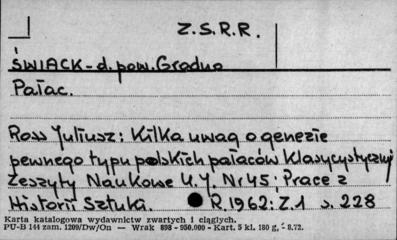 Z.S.R.R.
ŚWIACK - d. pow. Grodno
Pałac.
Ross Juliusz: Kilka uwag o genezie
pewnego typu polskich pałaców klasycystycznyj
Zeszyty Naukowe U.J. Nr 45; Prace z
Historii Sztuka. R. 1962: Z.1 s. 228
Karta katalogowa wydawnictw zwartych i ciągłych.
PU-B 144 zam. 1209/Dw/On — Wrak 898 - 950.000 - Kart. 5 kl. 180 g, - 8.72.